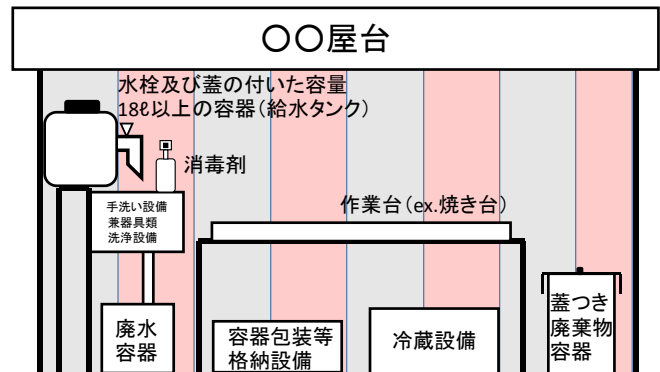 〇〇屋台
水栓及び蓋の付いた容量
18ℓ以上の容器（給水タンク）
消毒剤
手洗い設備
兼器具類
洗浄設備
作業台（ex.焼き台）
廃水
容器
容器包装等
格納設備
冷蔵設備
蓋つき
廃棄物
容器